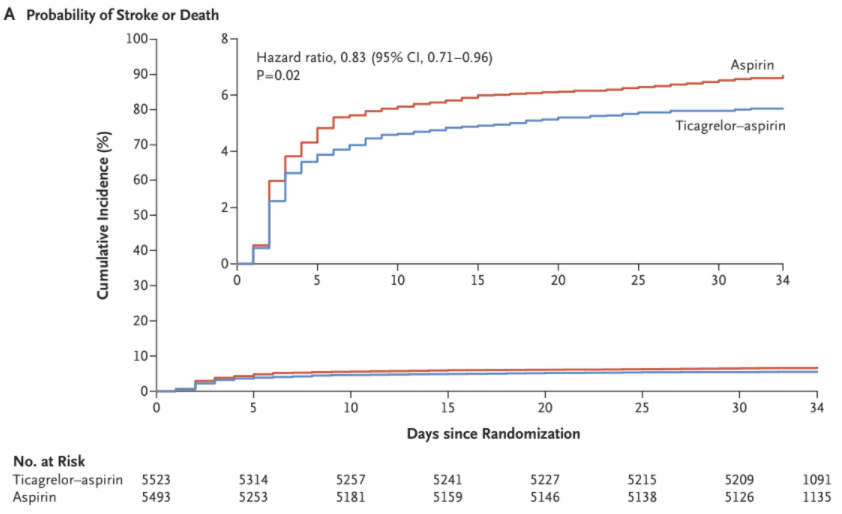 A Probability of Stroke or Death
100
90
80
70
60
50
40
30
20
10
0
Cumulative Incidence (%)
8
6
4
2
0
Hazard ratio, 0.83 (95% CI, 0.71–0.96)
P=0.02
Aspirin
Ticagrelor–aspirin
0 5 10 15 20 25 30 34
0 5 10 15 20 25 30 34
Days since Randomization
No. at Risk
Ticagrelor–aspirin 5523 5314 5257 5241 5227 5215 5209 1091
Aspirin 5493 5253 5181 5159 5146 5138 5126 1135